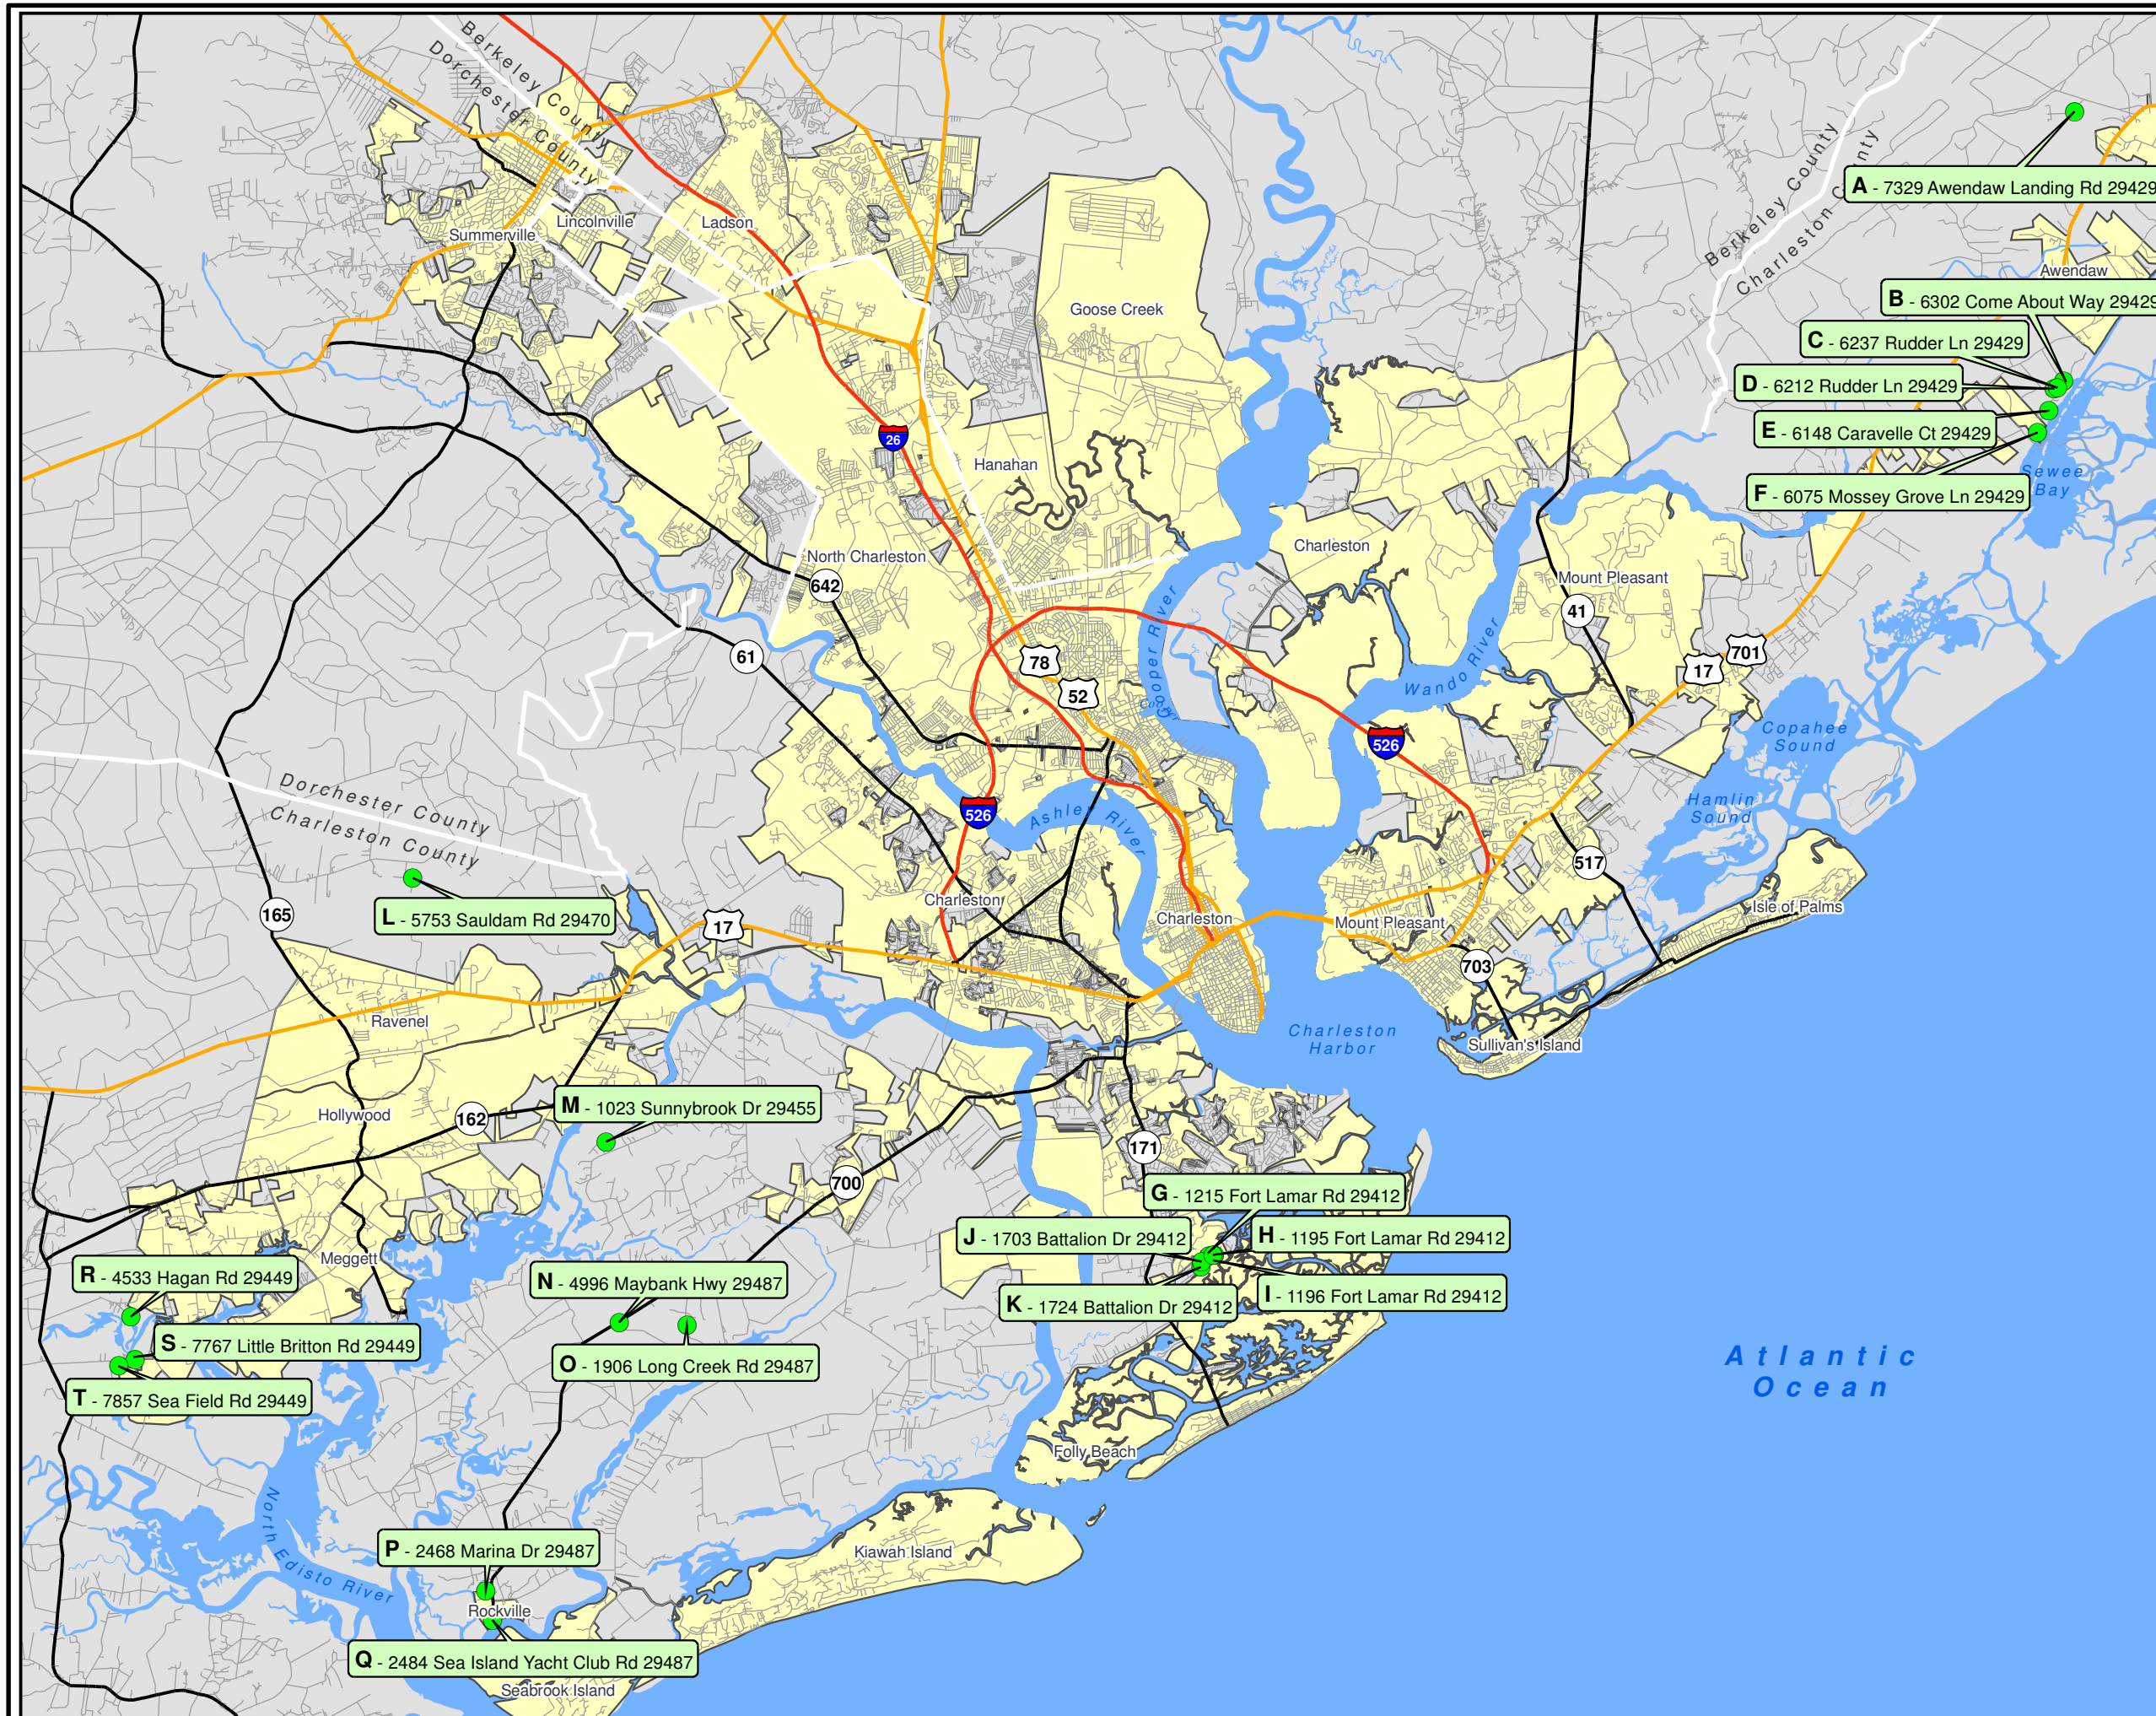 Berkeley County
Dorchester County
Berkeley County
Charleston County
A - 7329 Awendaw Landing Rd 29429
Lincolnville
Ladson
Summerville
Awendaw
B - 6302 Come About Way 29429
Goose Creek
C - 6237 Rudder Ln 29429
D - 6212 Rudder Ln 29429
E - 6148 Caravelle Ct 29429
26
Hanahan
Sewee
Bay
F - 6075 Mossey Grove Ln 29429
North Charleston
Charleston
Mount Pleasant
642
41
Cooper River
61
78
701
17
52
Wando River
Copahee
Sound
526
Dorchester County
Charleston County
Hamlin
Sound
526
Ashley River
517
L - 5753 Sauldam Rd 29470
165
17
Charleston
Charleston
Mount Pleasant
Isle of Palms
703
Ravenel
Charleston
Harbor
Sullivan's Island
Hollywood
162
M - 1023 Sunnybrook Dr 29455
171
700
G - 1215 Fort Lamar Rd 29412
J - 1703 Battalion Dr 29412
H - 1195 Fort Lamar Rd 29412
Meggett
R - 4533 Hagan Rd 29449
N - 4996 Maybank Hwy 29487
K - 1724 Battalion Dr 29412
I - 1196 Fort Lamar Rd 29412
S - 7767 Little Britton Rd 29449
O - 1906 Long Creek Rd 29487
Atlantic
Ocean
T - 7857 Sea Field Rd 29449
Folly Beach
North Edisto River
P - 2468 Marina Dr 29487
Kiawah Island
Rockville
Q - 2484 Sea Island Yacht Club Rd 29487
Seabrook Island